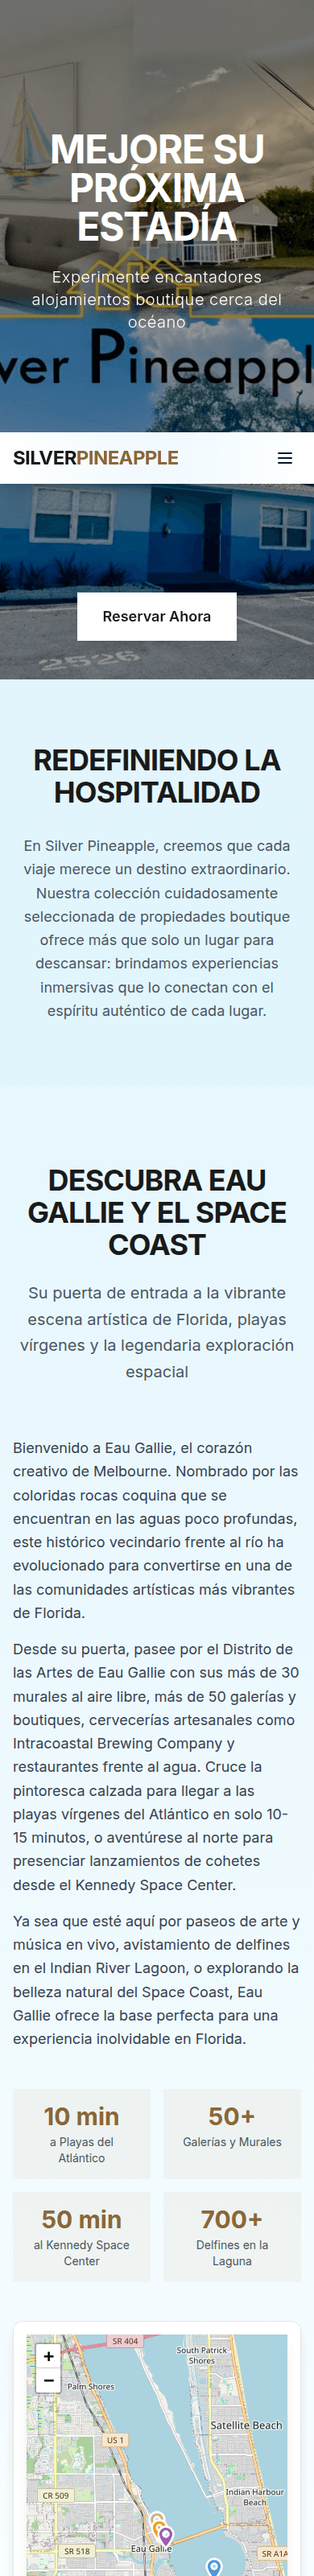 MEJORE SU
PRÓXIMA
ESTADÍA
Experimente encantadores
alojamientos boutique cerca del
océano
ver Pineappl
SILVERPINEAPPLE
Reservar Ahora
2526
REDEFINIENDO LA
HOSPITALIDAD
En Silver Pineapple, creemos que cada
viaje merece un destino extraordinario.
Nuestra colección cuidadosamente
seleccionada de propiedades boutique
ofrece más que solo un lugar para
descansar: brindamos experiencias
inmersivas que lo conectan con el
espíritu auténtico de cada lugar.
DESCUBRA EAU
GALLIE Y EL SPACE
COAST
Su puerta de entrada a la vibrante
escena artística de Florida, playas
vírgenes y la legendaria exploración
espacial
Bienvenido a Eau Gallie, el corazón
creativo de Melbourne. Nombrado por las
coloridas rocas coquina que se
encuentran en las aguas poco profundas,
este histórico vecindario frente al río ha
evolucionado para convertirse en una de
las comunidades artísticas más vibrantes
de Florida.
Desde su puerta, pasee por el Distrito de
las Artes de Eau Gallie con sus más de 30
murales al aire libre, más de 50 galerías y
boutiques, cervecerías artesanales como
Intracoastal Brewing Company y
restaurantes frente al agua. Cruce la
pintoresca calzada para llegar a las
playas vírgenes del Atlántico en solo 10-
15 minutos, o aventúrese al norte para
presenciar lanzamientos de cohetes
desde el Kennedy Space Center.
Ya sea que esté aquí por paseos de arte y
música en vivo, avistamiento de delfines
en el Indian River Lagoon, o explorando la
belleza natural del Space Coast, Eau
Gallie ofrece la base perfecta para una
experiencia inolvidable en Florida.
10 min
a Playas del
Atlántico
50+
Galerías y Murales
50 min
al Kennedy Space
Center
700+
Delfines en la
Laguna
+
−
SR 404
South Patrick
Shores
Palm Shores
Satellite Beach
US 1
CR 509
Indian Harbour
Beach
SR 518
Eau Gallie
SR A1A